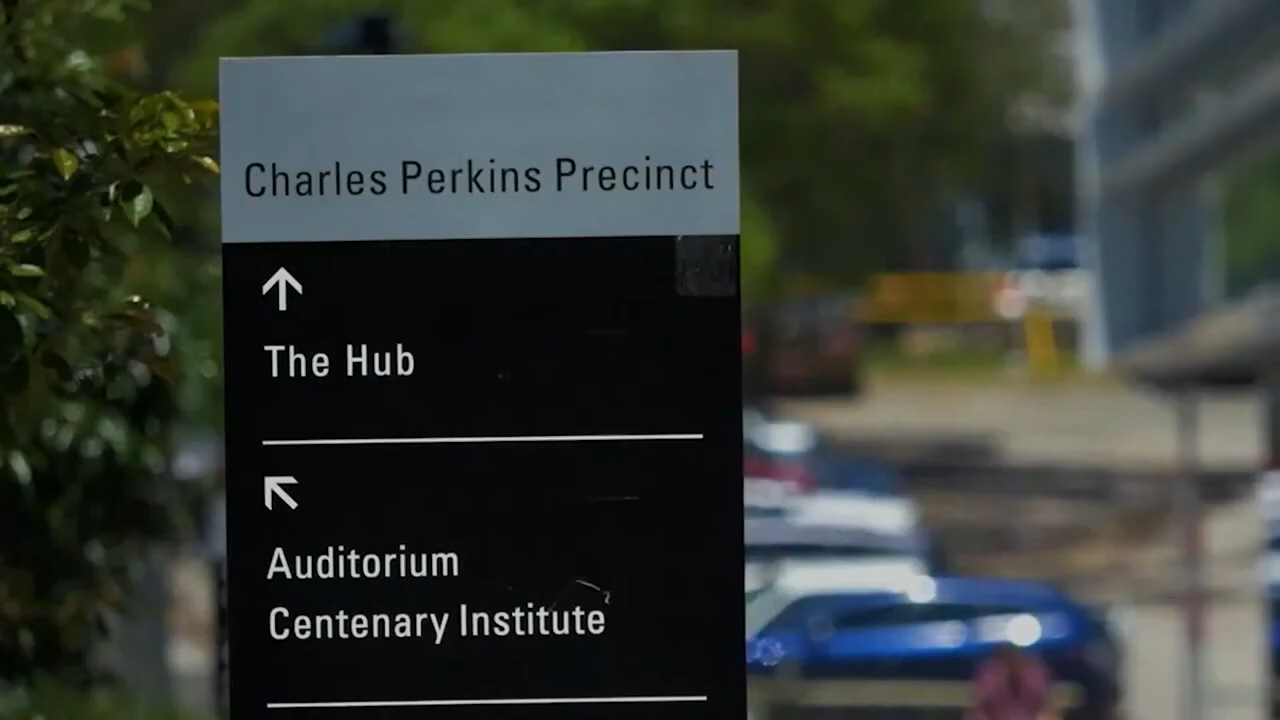 Charles Perkins Precinct
The Hub
Auditorium
Centenary Institute